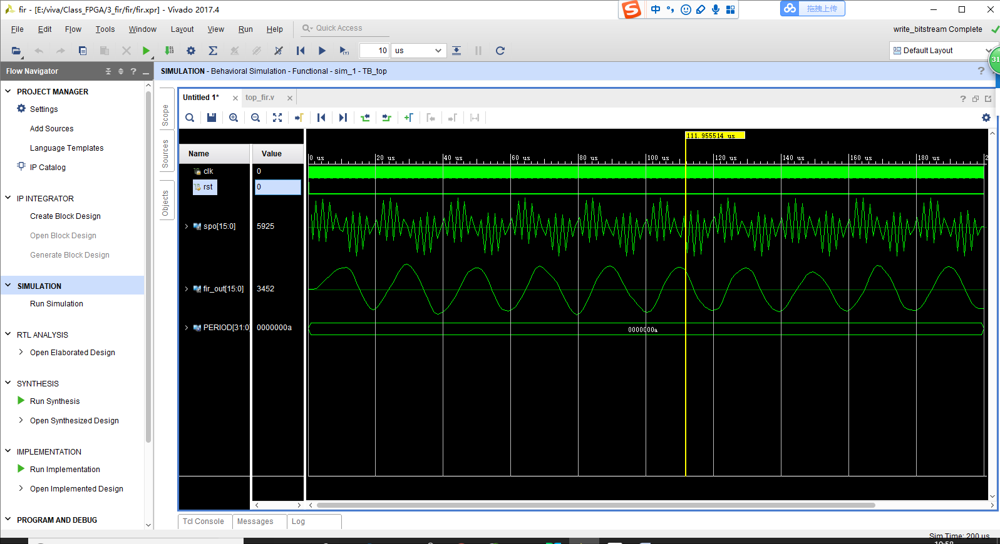 fir - [E:/viva/Class_FPGA/3_fir/fir/fir.xpr] - Vivado 2017.4
中
拖拽上传
File Edit Flow Tools Window Layout View Run Help
Quick Access
write_bitstream Complete
10 us
Default Layout
31
Flow Navigator
SIMULATION - Behavioral Simulation - Functional - sim_1 - TB_top
PROJECT MANAGER
Settings
Add Sources
Language Templates
IP Catalog
IP INTEGRATOR
Create Block Design
Open Block Design
Generate Block Design
SIMULATION
Run Simulation
RTL ANALYSIS
Open Elaborated Design
SYNTHESIS
Run Synthesis
Open Synthesized Design
IMPLEMENTATION
Run Implementation
Open Implemented Design
PROGRAM AND DEBUG
Scope
Sources
Objects
Untitled 1*
top_fir.v
111.955514 us
Name Value
0 us 20 us 40 us 60 us 80 us 100 us 120 us 140 us 160 us 180 us 2
clk 0
rst 0
spo[15:0] 5925
fir_out[15:0] 3452
PERIOD[31:0] 0000000a
0000000a
Tcl Console Messages Log
Sim Time: 200 us
10:58